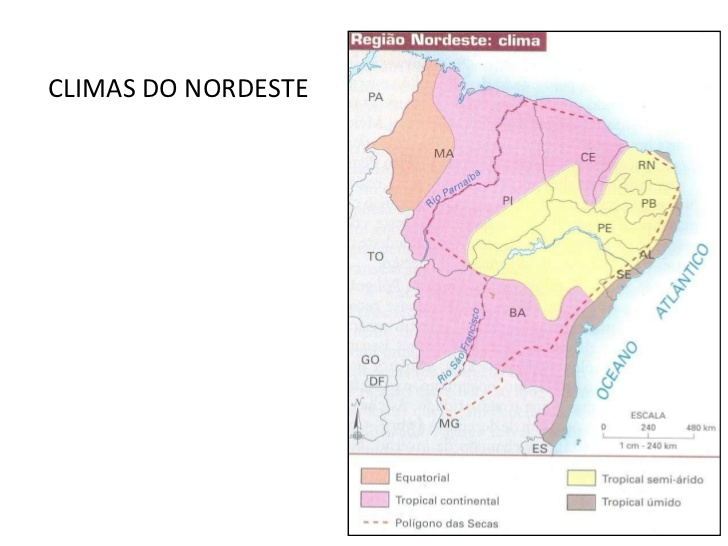 CLIMAS DO NORDESTE
Região Nordeste: clima
PA
MA
CE
RN
Rio Parnaíba
PI
PB
PE
TO
AL
SE
OCEANO ATLÂNTICO
BA
Rio São Francisco
GO
DF
MG
ES
N
ESCALA
0 240 480 km
1 cm - 240 km
Equatorial
Tropical semi-árido
Tropical continental
Tropical úmido
Polígono das Secas